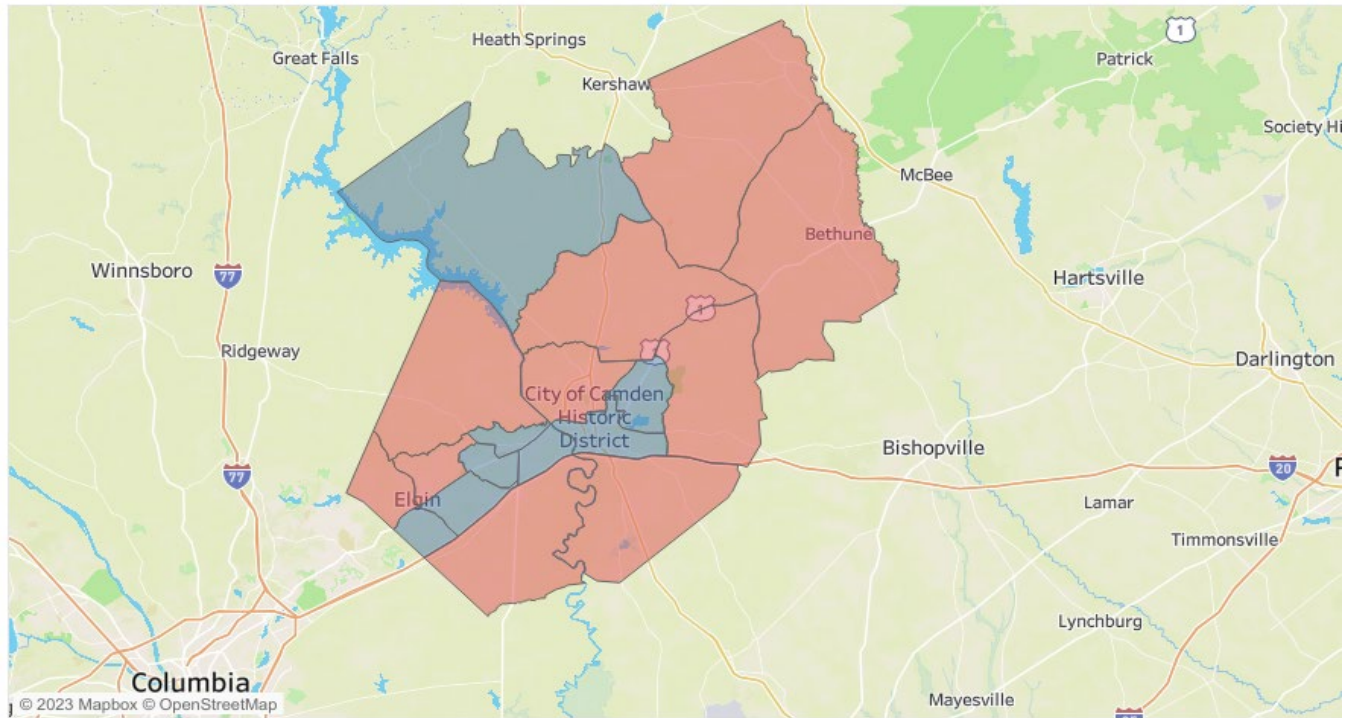 Heath Springs
Great Falls
Kershaw
Patrick
1
Society Hi
McBee
Bethune
Winnsboro
77
Hartsville
1
Ridgeway
Darlington
City of Camden
Historic
District
Bishopville
77
20
Elgin
Lamar
Timmonsville
Lynchburg
Columbia
Mayesville
© 2023 Mapbox © OpenStreetMap